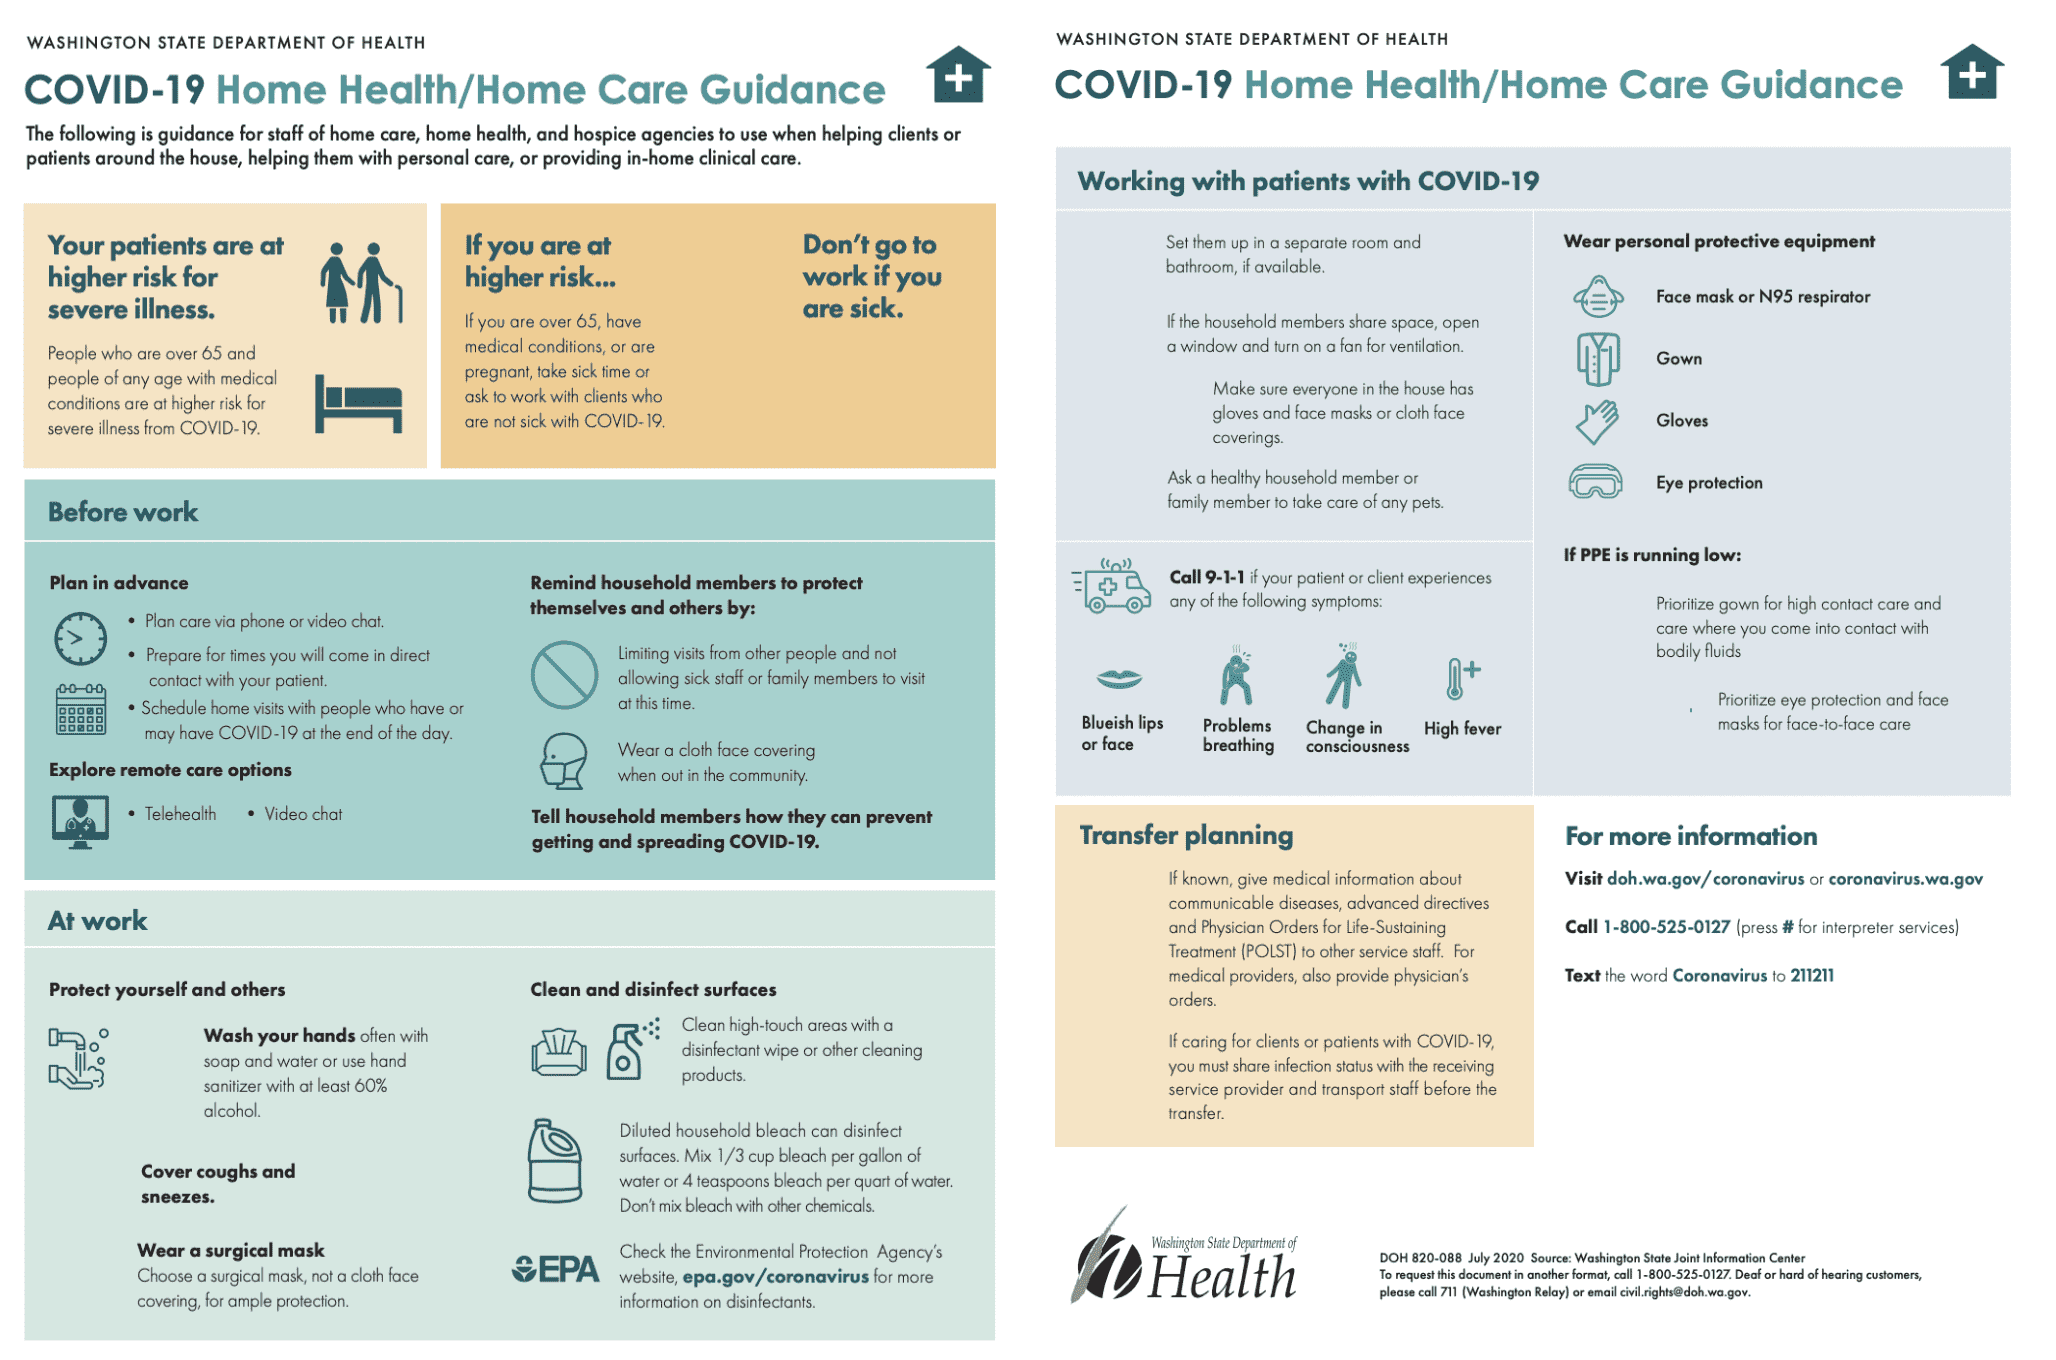 WASHINGTON STATE DEPARTMENT OF HEALTH
COVID-19 Home Health/Home Care Guidance
The following is guidance for staff of home care, home health, and hospice agencies to use when helping clients or
patients around the house, helping them with personal care, or providing in-home clinical care.
Your patients are at
higher risk for
severe illness.
People who are over 65 and
people of any age with medical
conditions are at higher risk for
severe illness from COVID-19.
If you are at
higher risk...
If you are over 65, have
medical conditions, or are
pregnant, take sick time or
ask to work with clients who
are not sick with COVID-19.
Don't go to
work if you
are sick.
Before work
Plan in advance
• Plan care via phone or video chat.
• Prepare for times you will come in direct
contact with your patient.
• Schedule home visits with people who have or
may have COVID-19 at the end of the day.
Explore remote care options
• Telehealth • Video chat
Remind household members to protect
themselves and others by:
Limiting visits from other people and not
allowing sick staff or family members to visit
at this time.
Wear a cloth face covering
when out in the community.
Tell household members how they can prevent
getting and spreading COVID-19.
At work
Protect yourself and others
Wash your hands often with
soap and water or use hand
sanitizer with at least 60%
alcohol.
Cover coughs and
sneezes.
Wear a surgical mask
Choose a surgical mask, not a cloth face
covering, for ample protection.
Clean and disinfect surfaces
Clean high-touch areas with a
disinfectant wipe or other cleaning
products.
Diluted household bleach can disinfect
surfaces. Mix 1/3 cup bleach per gallon of
water or 4 teaspoons bleach per quart of water.
Don't mix bleach with other chemicals.
EPA
Check the Environmental Protection Agency's
website, epa.gov/coronavirus for more
information on disinfectants.
WASHINGTON STATE DEPARTMENT OF HEALTH
COVID-19 Home Health/Home Care Guidance
Working with patients with COVID-19
Set them up in a separate room and
bathroom, if available.
If the household members share space, open
a window and turn on a fan for ventilation.
Make sure everyone in the house has
gloves and face masks or cloth face
coverings.
Ask a healthy household member or
family member to take care of any pets.
Call 9-1-1 if your patient or client experiences
any of the following symptoms:
Blueish lips
or face
Problems
breathing
Change in
consciousness
High fever
Wear personal protective equipment
Face mask or N95 respirator
Gown
Gloves
Eye protection
If PPE is running low:
Prioritize gown for high contact care and
care where you come into contact with
bodily fluids
Prioritize eye protection and face
masks for face-to-face care
Transfer planning
If known, give medical information about
communicable diseases, advanced directives
and Physician Orders for Life-Sustaining
Treatment (POLST) to other service staff. For
medical providers, also provide physician's
orders.
If caring for clients or patients with COVID-19,
you must share infection status with the receiving
service provider and transport staff before the
transfer.
For more information
Visit doh.wa.gov/coronavirus or coronavirus.wa.gov
Call 1-800-525-0127 (press # for interpreter services)
Text the word Coronavirus to 211211
Washington State Department of
Health
DOH 820-088 July 2020 Source: Washington State Joint Information Center
To request this document in another format, call 1-800-525-0127. Deaf or hard of hearing customers,
please call 711 (Washington Relay) or email civil.rights@doh.wa.gov.